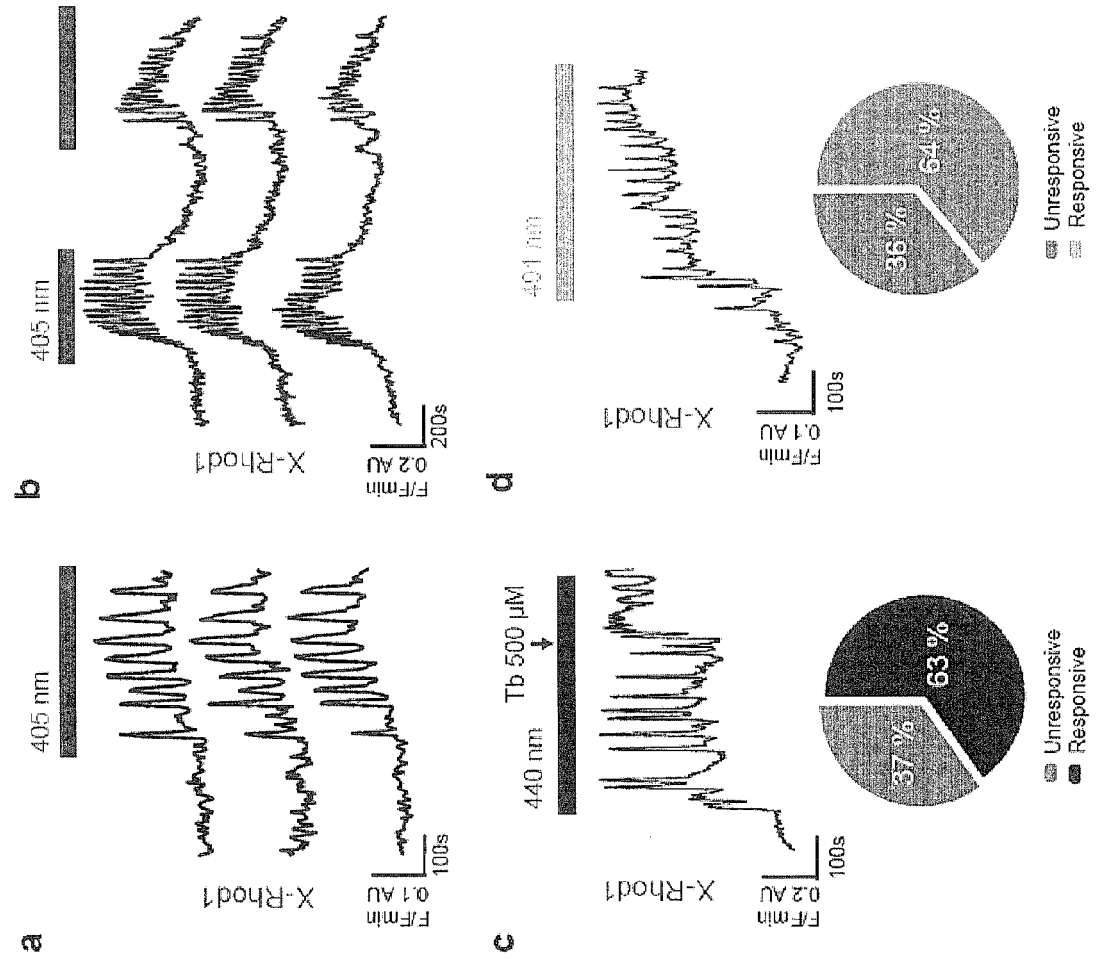 a
405 nm
X-Rhod1
F/Fmin
0.1 AU
100s
b
405 nm
X-Rhod1
F/Fmin
0.2 AU
200s
c
440 nm
Tb 500 µM
X-Rhod1
F/Fmin
0.2 AU
100s
37 %
63 %
Unresponsive
Responsive
d
491 nm
X-Rhod1
F/Fmin
0.1 AU
100s
36 %
64 %
Unresponsive
Responsive